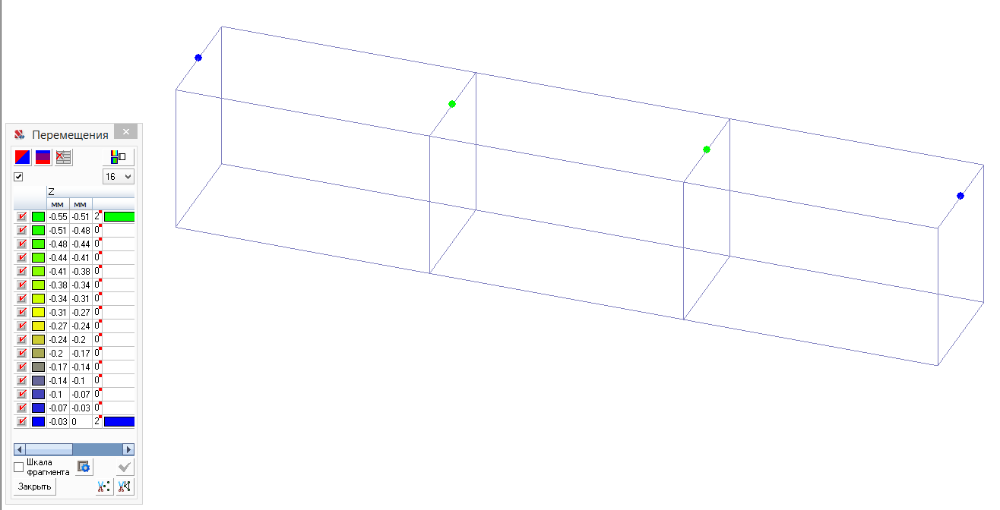 Перемещения
16
Z
мм мм
-0.55 -0.51 2
-0.51 -0.48 0
-0.48 -0.44 0
-0.44 -0.41 0
-0.41 -0.38 0
-0.38 -0.34 0
-0.34 -0.31 0
-0.31 -0.27 0
-0.27 -0.24 0
-0.24 -0.2 0
-0.2 -0.17 0
-0.17 -0.14 0
-0.14 -0.1 0
-0.1 -0.07 0
-0.07 -0.03 0
-0.03 0 2
Шкала
фрагмента
Закрыть